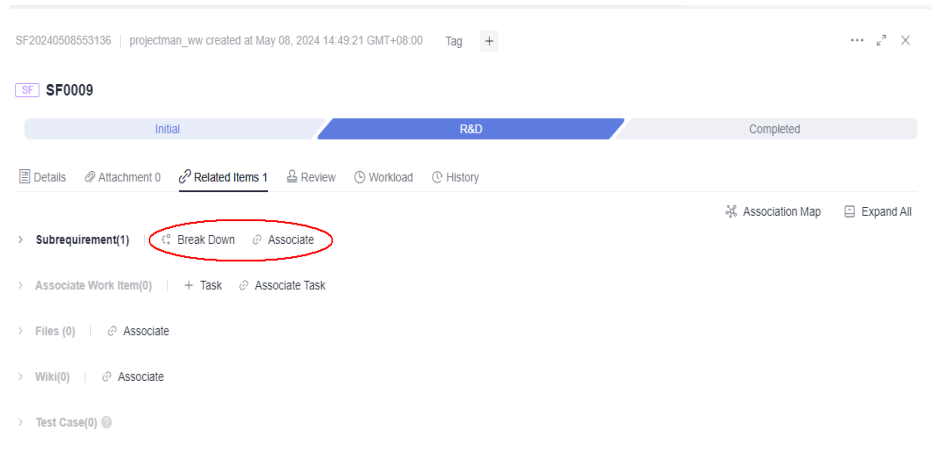 SF20240508553136 | projectman_ww created at May 08, 2024 14:49:21 GMT+08:00 Tag +
SF SF0009
Initial R&D Completed
Details Attachment 0 Related Items 1 Review Workload History
Association Map Expand All
Subrequirement(1) | Break Down Associate
Associate Work Item(0) | + Task Associate Task
Files (0) | Associate
Wiki(0) | Associate
Test Case(0) ?